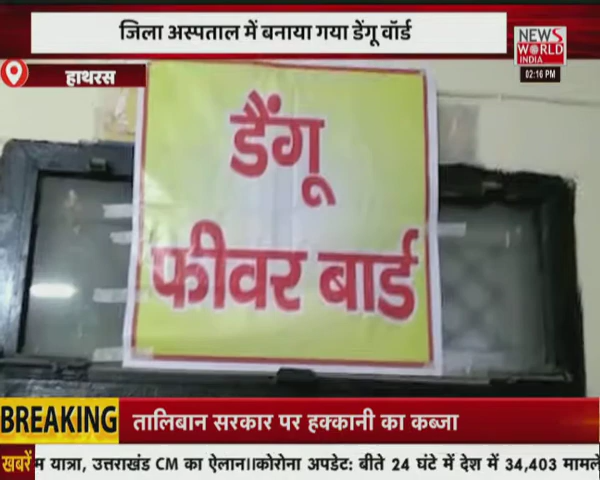 जिला अस्पताल में बनाया गया डेंगू वॉर्ड
NEWS
WORLD
INDIA
02:16 PM
हाथरस
डैंगू
फीवर बार्ड
BREAKING
तालिबान सरकार पर हक्कानी का कब्जा
खबरें म यात्रा, उत्तराखंड CM का ऐलान।।कोरोना अपडेट: बीते 24 घंटे में देश में 34,403 मामले